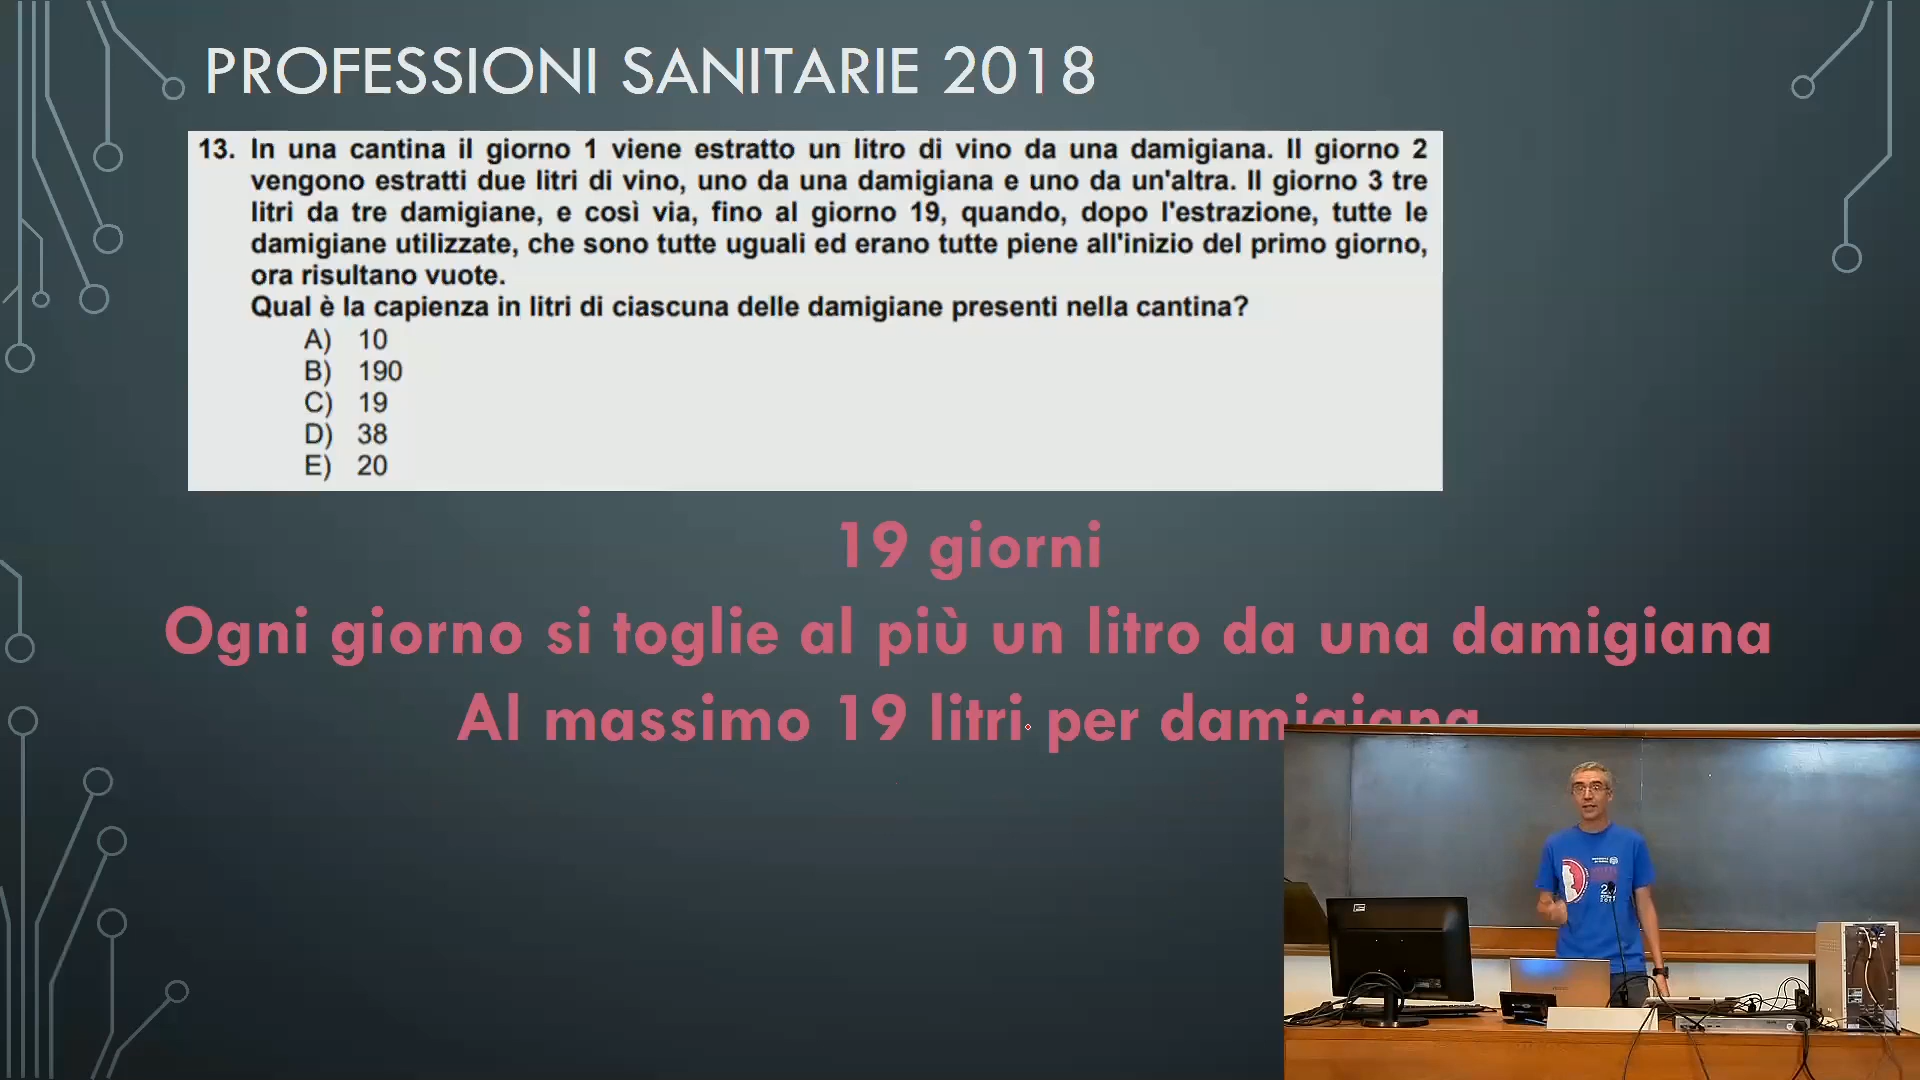 PROFESSIONI SANITARIE 2018
13. In una cantina il giorno 1 viene estratto un litro di vino da una damigiana. Il giorno 2
vengono estratti due litri di vino, uno da una damigiana e uno da un'altra. Il giorno 3 tre
litri da tre damigiane, e così via, fino al giorno 19, quando, dopo l'estrazione, tutte le
damigiane utilizzate, che sono tutte uguali ed erano tutte piene all'inizio del primo giorno,
ora risultano vuote.
Qual è la capienza in litri di ciascuna delle damigiane presenti nella cantina?
A) 10
B) 190
C) 19
D) 38
E) 20
19 giorni
Ogni giorno si toglie al più un litro da una damigiana
Al massimo 19 litri per damigiana